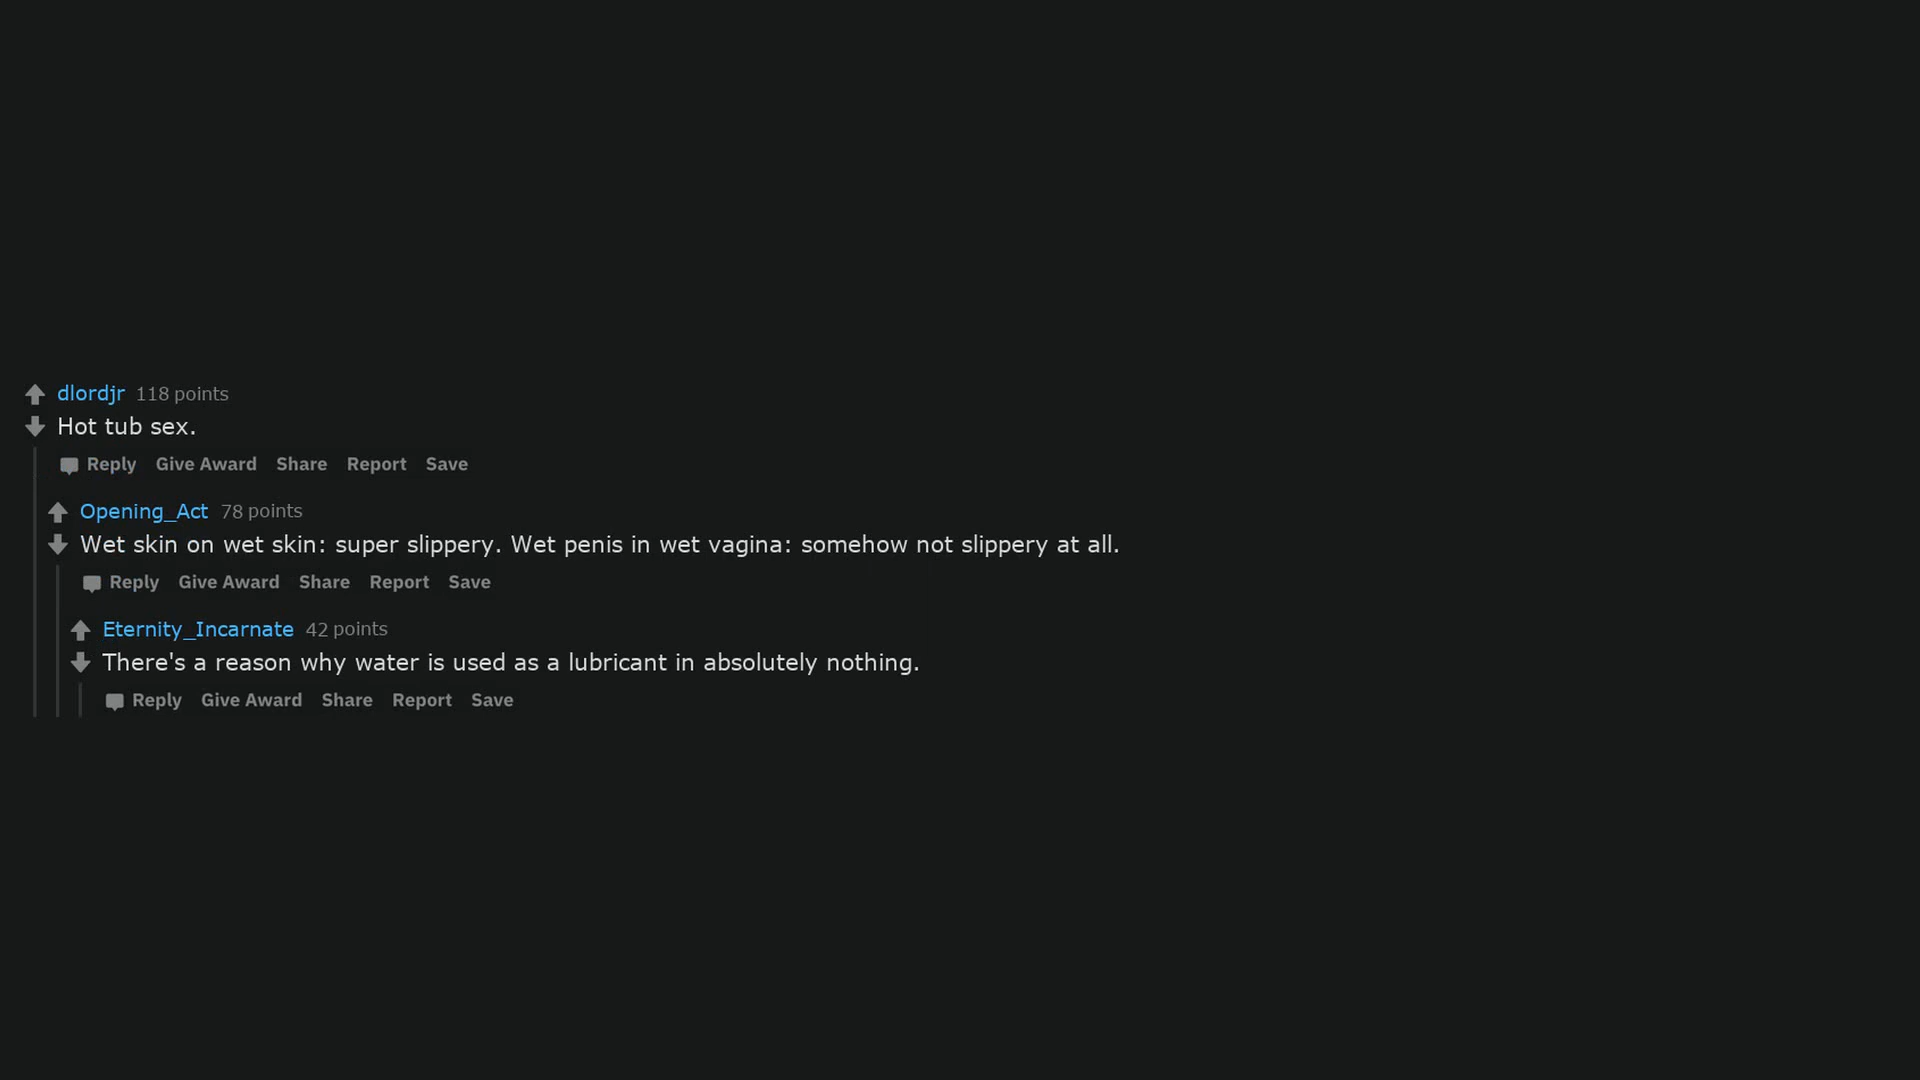 dlordjr 118 points
Hot tub sex.
Reply Give Award Share Report Save
Opening_Act 78 points
Wet skin on wet skin: super slippery. Wet penis in wet vagina: somehow not slippery at all.
Reply Give Award Share Report Save
Eternity_Incarnate 42 points
There's a reason why water is used as a lubricant in absolutely nothing.
Reply Give Award Share Report Save